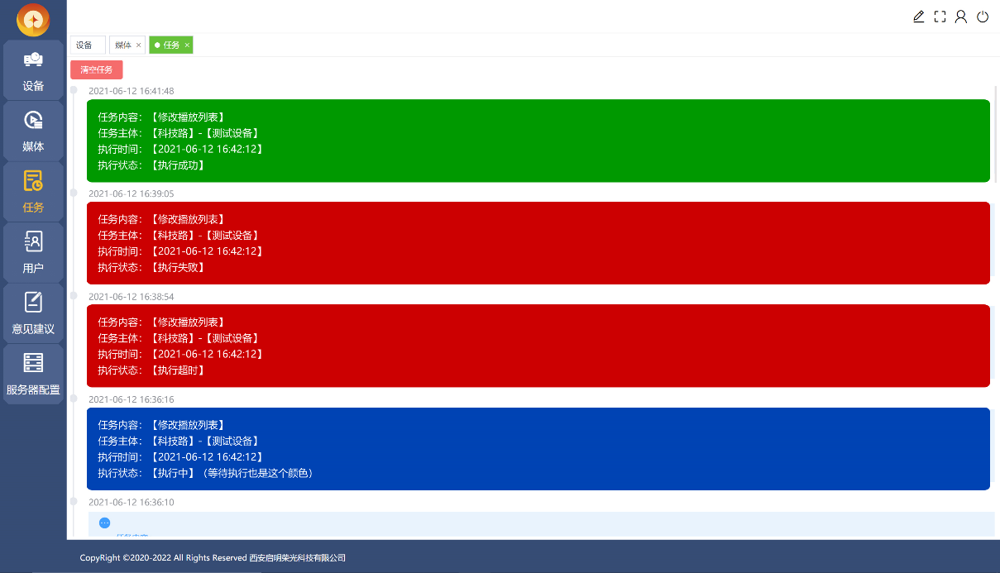 设备
媒体
任务
用户
意见建议
服务器配置
设备 媒体 × 任务 ×
清空任务
2021-06-12 16:41:48
任务内容：【修改播放列表】
任务主体：【科技路】-【测试设备】
执行时间：【2021-06-12 16:42:12】
执行状态：【执行成功】
2021-06-12 16:39:05
任务内容：【修改播放列表】
任务主体：【科技路】-【测试设备】
执行时间：【2021-06-12 16:42:12】
执行状态：【执行失败】
2021-06-12 16:38:54
任务内容：【修改播放列表】
任务主体：【科技路】-【测试设备】
执行时间：【2021-06-12 16:42:12】
执行状态：【执行超时】
2021-06-12 16:36:16
任务内容：【修改播放列表】
任务主体：【科技路】-【测试设备】
执行时间：【2021-06-12 16:42:12】
执行状态：【执行中】（等待执行也是这个颜色）
2021-06-12 16:36:10
CopyRight ©2020-2022 All Rights Reserved 西安启明荣光科技有限公司